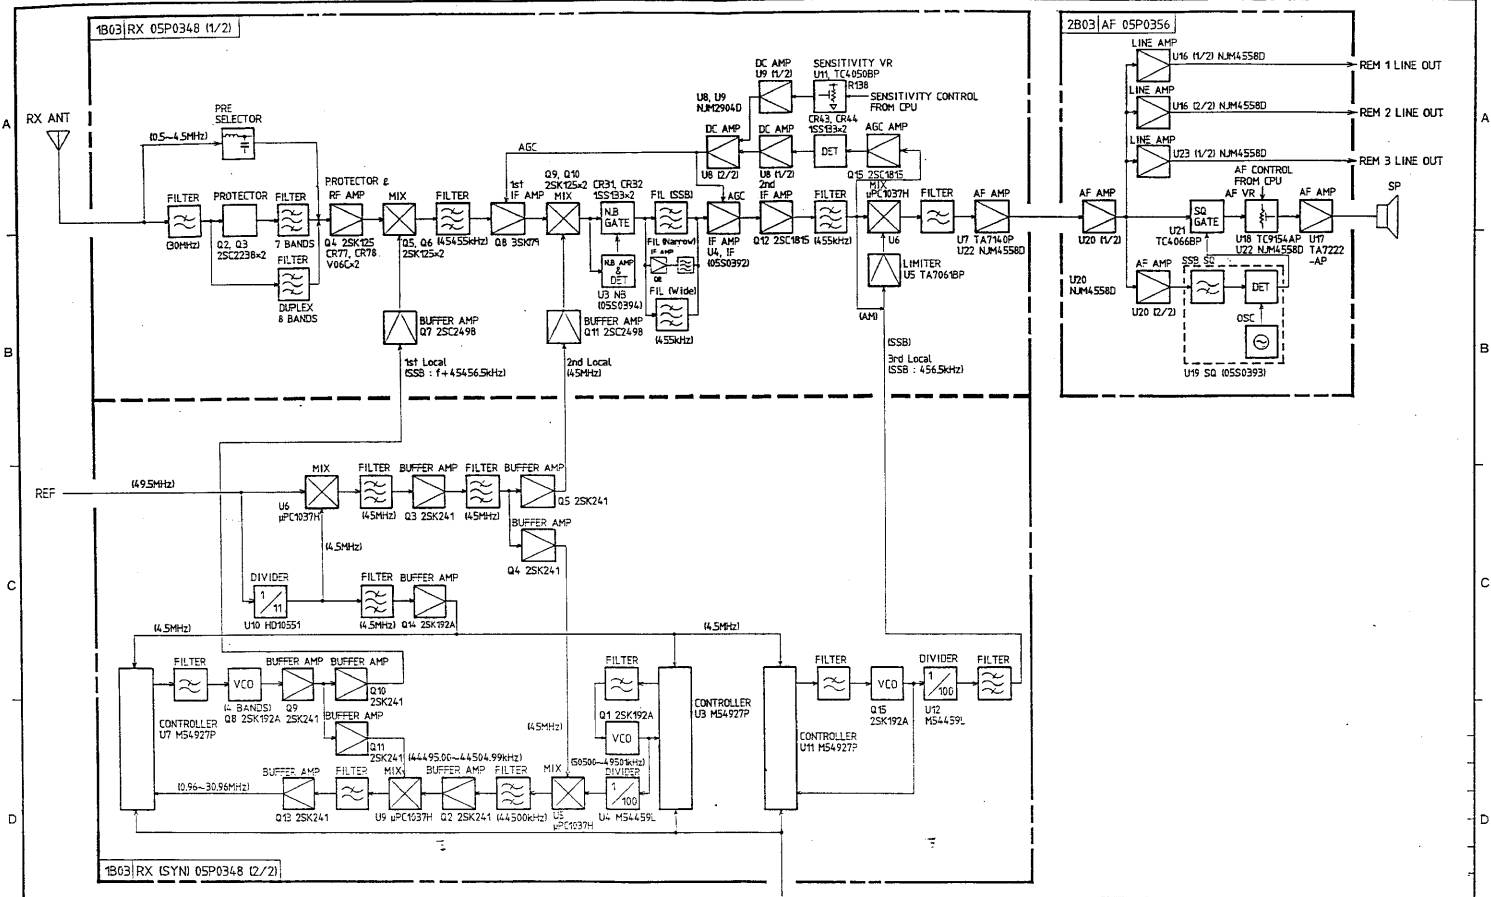 1B03 RX 05P0348 (1/2)
2B03 AF 05P0356
A
B
C
D
A
B
C
D
RX ANT
(0.5~4.5MHz)
PRE
SELECTOR
FILTER
(30MHz)
PROTECTOR
Q2, Q3
2SC2238×2
FILTER
7 BANDS
FILTER
DUPLEX
8 BANDS
PROTECTOR &
RF AMP
Q4 2SK125
CR77, CR78
V06C×2
MIX
Q5, Q6
2SK125×2
FILTER
(45455kHz)
AGC
1st
IF AMP
Q8 3SK74
Q9, Q10
2SK125×2
MIX
CR31, CR32
1SS133×2
N.B
GATE
N.B AMP
&
DET
U3 NB
(05S0394)
FIL (SSB)
FIL (Narrow)
IF AMP
OR
FIL (Wide)
(455kHz)
AGC
IF AMP
U4, IF
(05S0392)
2nd
IF AMP
Q12 2SC1815
FILTER
(455kHz)
MIX
μPC1037H
U6
FILTER
AF AMP
U7 TA7140P
U22 NJM4558D
LIMITER
U5 TA7061BP
(AM)
(SSB)
3rd Local
(SSB : 456.5kHz)
DC AMP
U9 (1/2)
SENSITIVITY VR
U11, TC4050BP
R138
SENSITIVITY CONTROL
FROM CPU
U8, U9
NJM2904D
DC AMP
U8 (2/2)
DC AMP
U8 (1/2)
CR43, CR44
1SS133×2
DET
AGC AMP
Q15 2SC1815
BUFFER AMP
Q7 2SC2498
1st Local
(SSB : f+45456.5kHz)
BUFFER AMP
Q11 2SC2498
2nd Local
(45MHz)
LINE AMP
U16 (1/2) NJM4558D
REM 1 LINE OUT
LINE AMP
U16 (2/2) NJM4558D
REM 2 LINE OUT
LINE AMP
U23 (1/2) NJM4558D
REM 3 LINE OUT
AF CONTROL
FROM CPU
SP
AF AMP
U20 (1/2)
SQ
GATE
U21
TC4066BP
AF VR
U18 TC9154AP
U22 NJM4558D
AF AMP
U17
TA7222
-AP
U20
NJM4558D
AF AMP
U20 (2/2)
SSB SQ
DET
OSC
U19 SQ (05S0393)
REF
(49.5MHz)
MIX
U6
μPC1037H
FILTER
(45MHz)
BUFFER AMP
Q3 2SK241
FILTER
(45MHz)
BUFFER AMP
Q5 2SK241
BUFFER AMP
Q4 2SK241
(4.5MHz)
DIVIDER
1/11
U10 HD10551
FILTER
(4.5MHz)
BUFFER AMP
Q14 2SK192A
(4.5MHz)
(4.5MHz)
CONTROLLER
U7 M54927P
FILTER
VCO
(4 BANDS)
Q8 2SK192A
BUFFER AMP
Q9
2SK241
BUFFER AMP
Q10
2SK241
BUFFER AMP
Q11
2SK241
(44495.00~44504.99kHz)
(0.96~30.96MHz)
BUFFER AMP
Q13 2SK241
FILTER
MIX
U9 μPC1037H
BUFFER AMP
Q2 2SK241
FILTER
(44500kHz)
MIX
U5
μPC1037H
(45MHz)
FILTER
Q1 2SK192A
VCO
(50500~49501kHz)
DIVIDER
1/100
U4 M54459L
CONTROLLER
U3 M54927P
CONTROLLER
U11 M54927P
FILTER
VCO
Q15
2SK192A
DIVIDER
1/100
U12
M54459L
FILTER
1B03 RX (SYN) 05P0348 (2/2)